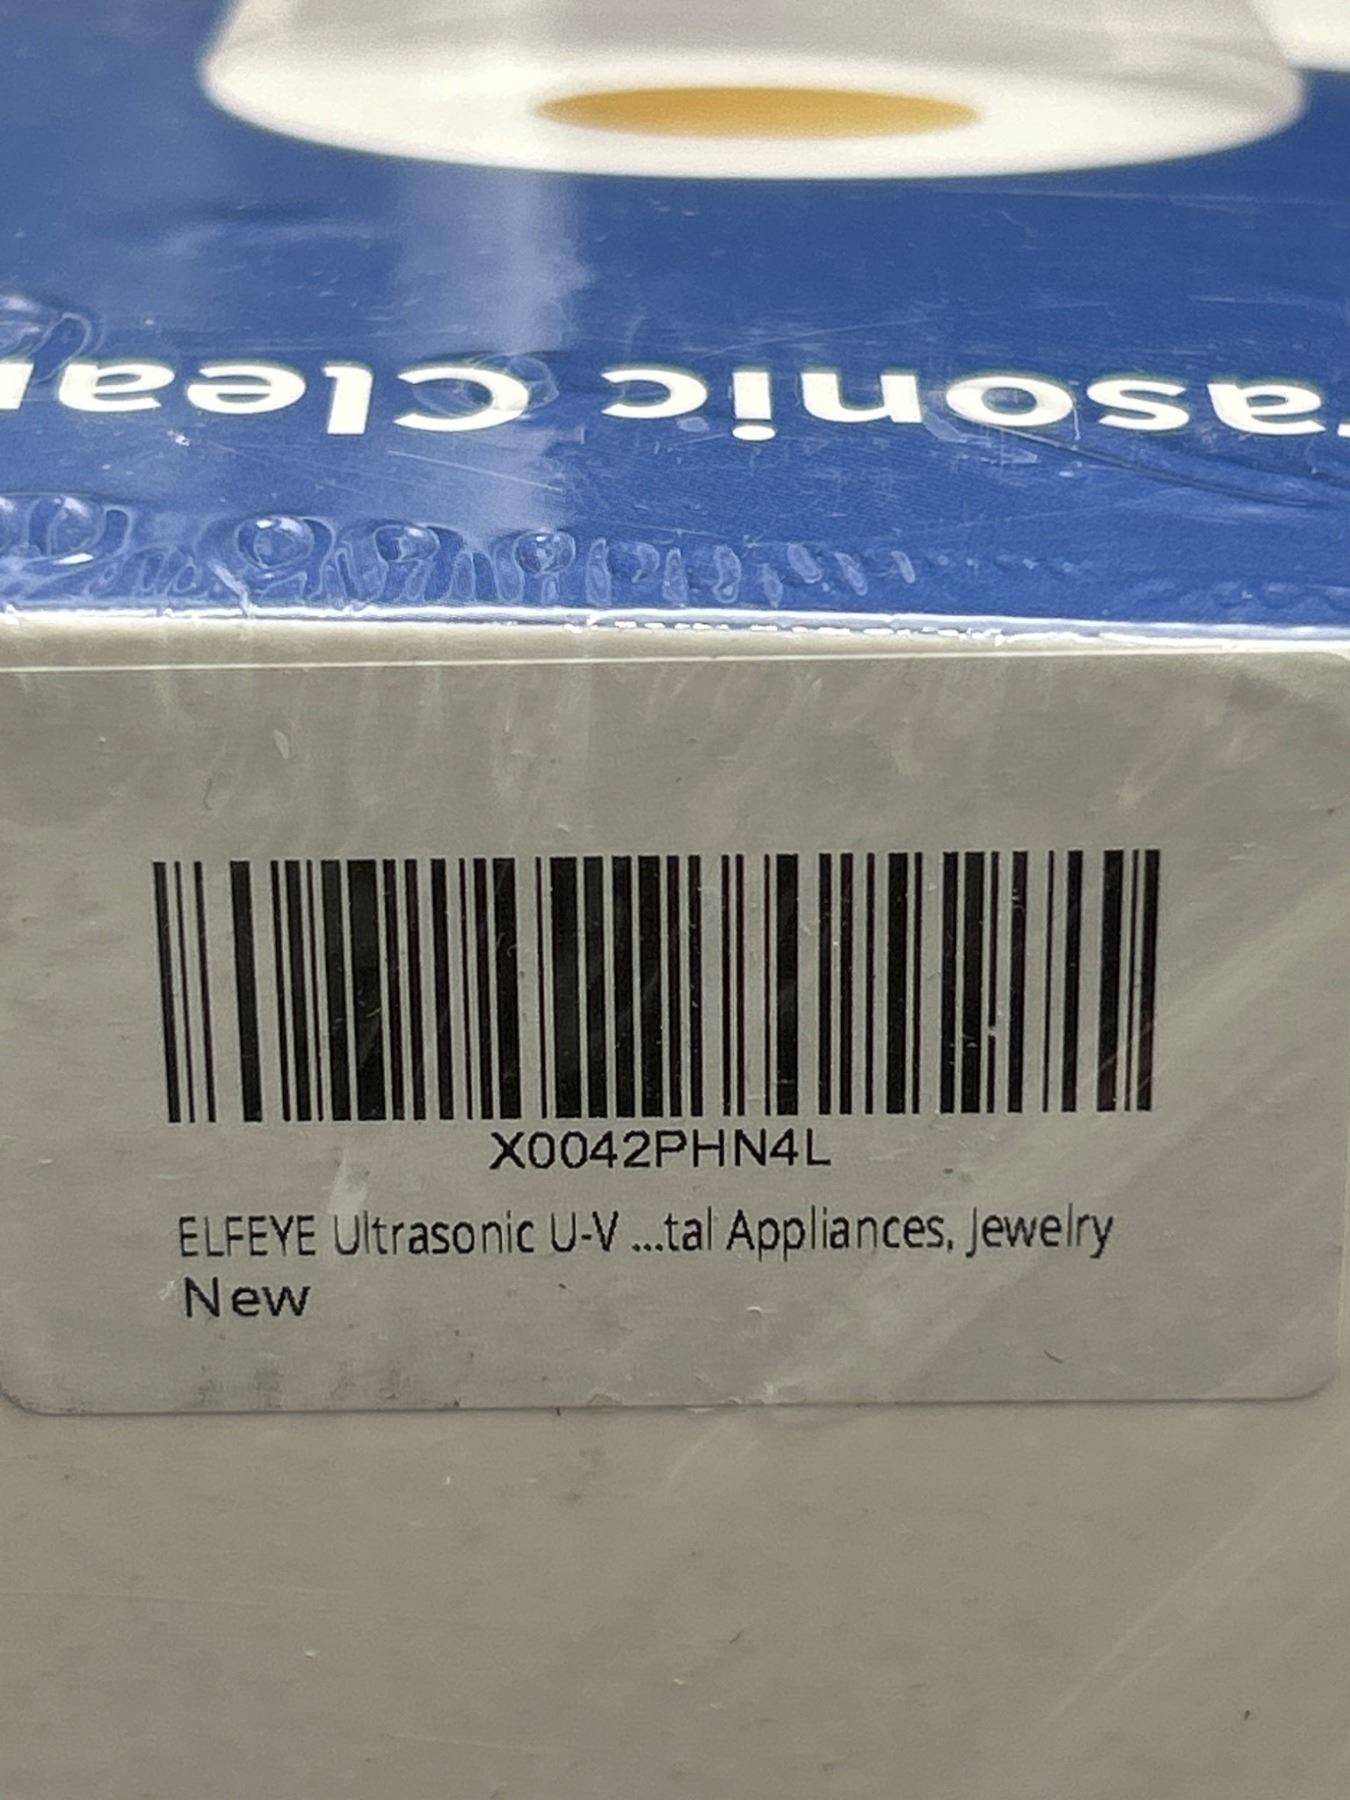 asonic Clea
X0042PHN4L
ELFEYE Ultrasonic U-V ...tal Appliances, Jewelry
New